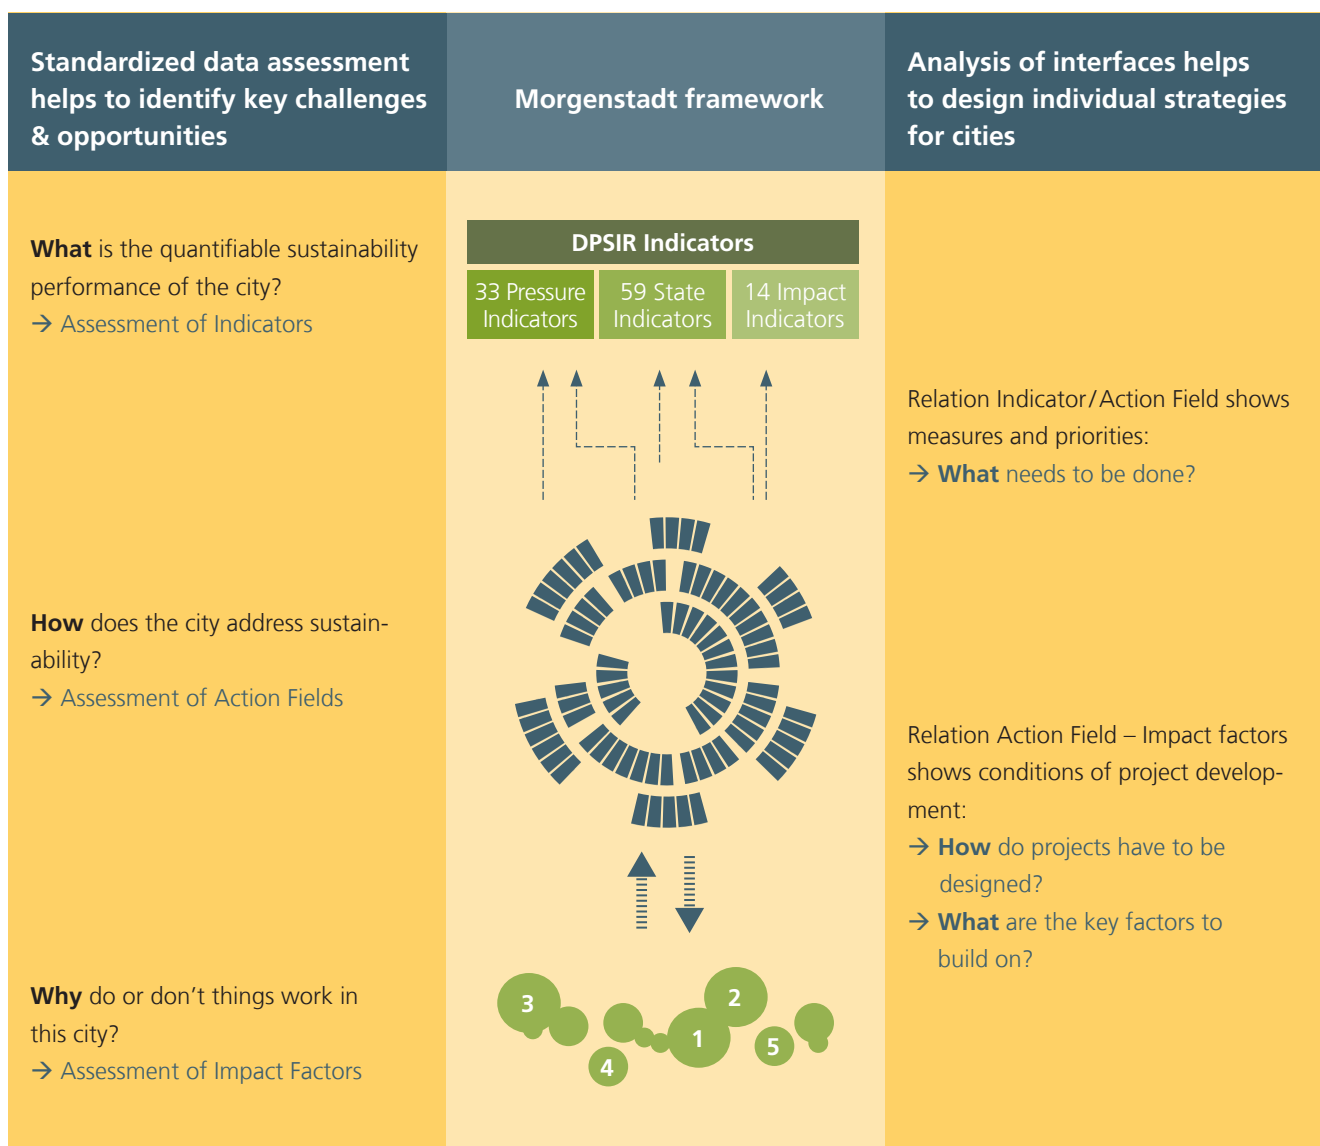 Standardized data assessment
helps to identify key challenges
& opportunities
Morgenstadt framework
Analysis of interfaces helps
to design individual strategies
for cities
What is the quantifiable sustainability
performance of the city?
→ Assessment of Indicators
How does the city address sustain-
ability?
→ Assessment of Action Fields
Why do or don't things work in
this city?
→ Assessment of Impact Factors
DPSIR Indicators
33 Pressure
Indicators
59 State
Indicators
14 Impact
Indicators
3
2
1
5
4
Relation Indicator/Action Field shows
measures and priorities:
→ What needs to be done?
Relation Action Field – Impact factors
shows conditions of project develop-
ment:
→ How do projects have to be
designed?
→ What are the key factors to
build on?